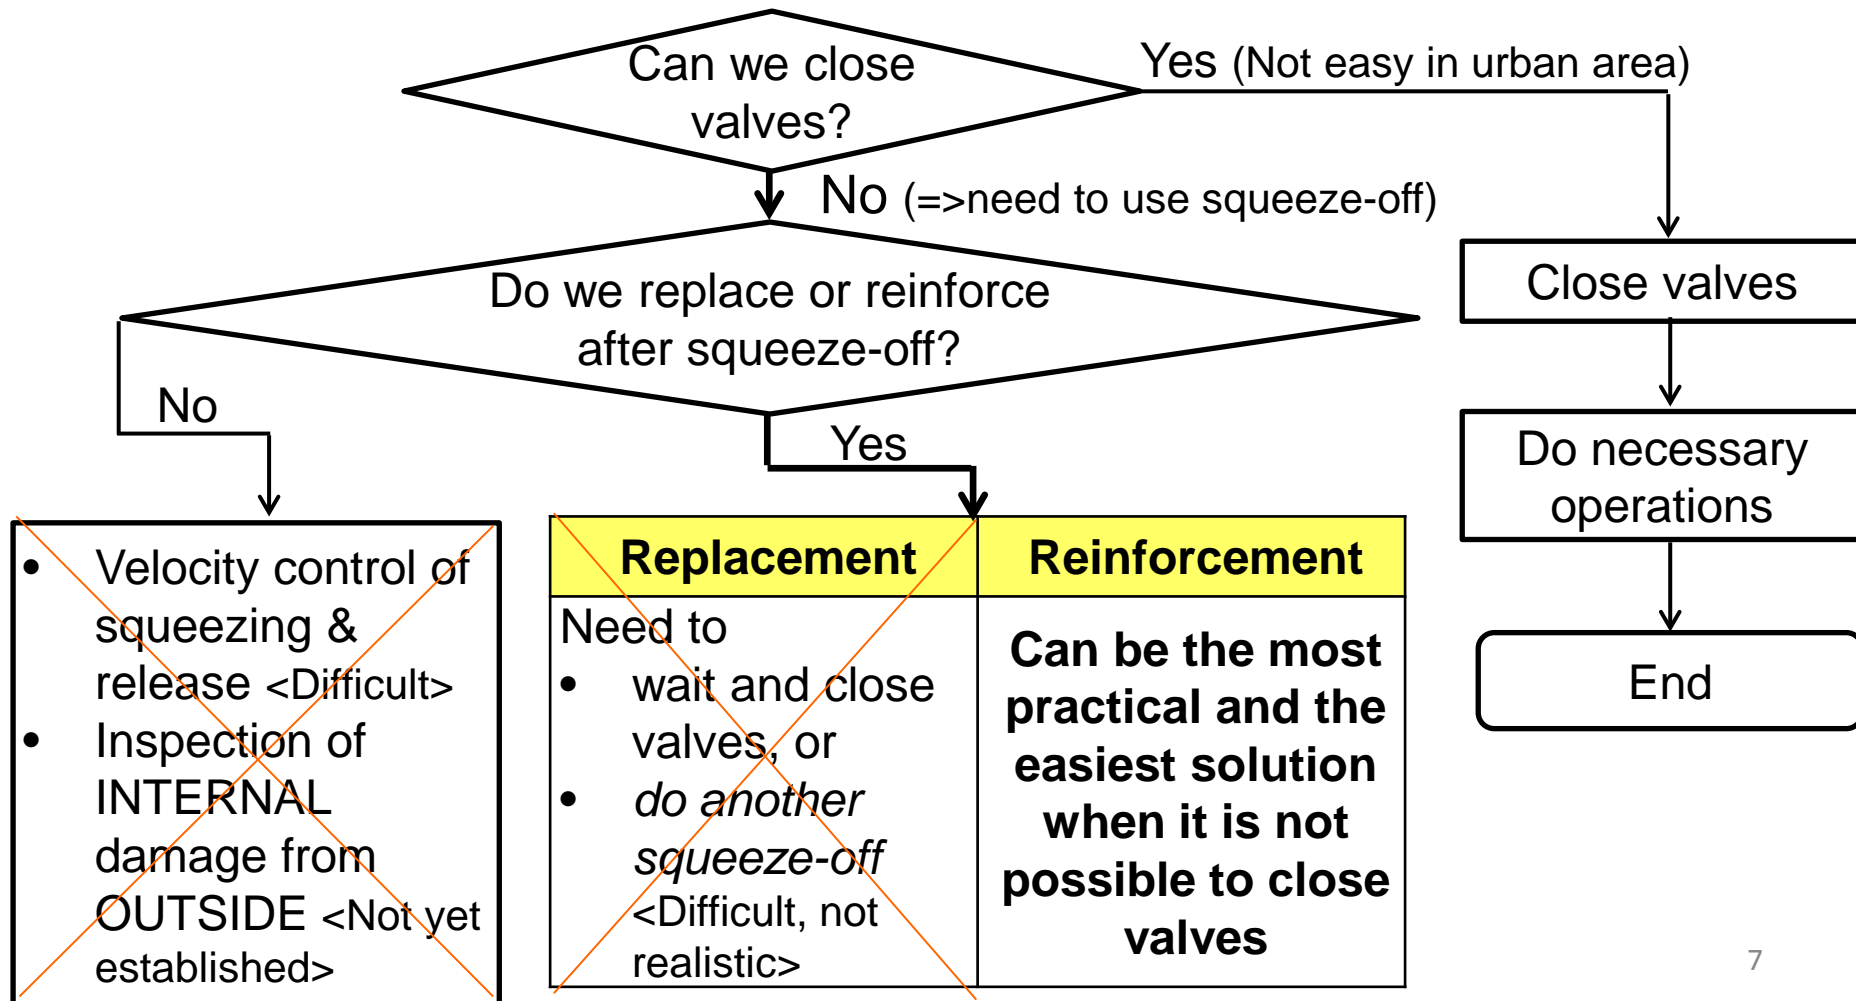 Can we close
valves?
Yes (Not easy in urban area)
No (=>need to use squeeze-off)
Do we replace or reinforce
after squeeze-off?
Close valves
No
Yes
Do necessary
operations
End
• Velocity control of
squeezing &
release <Difficult>
• Inspection of
INTERNAL
damage from
OUTSIDE <Not yet
established>
Replacement
Need to
• wait and close
valves, or
• do another
squeeze-off
<Difficult, not
realistic>
Reinforcement
Can be the most
practical and the
easiest solution
when it is not
possible to close
valves
7